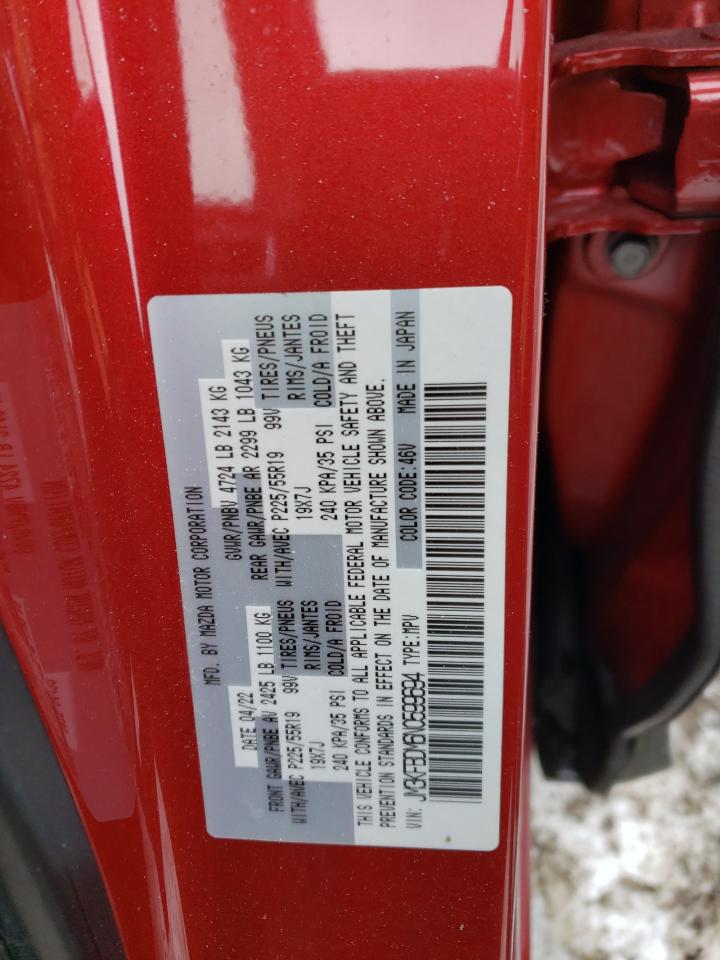 MFD. BY MAZDA MOTOR CORPORATION
DATE 04/22 GVWR/PNBV 4724 LB 2143 KG
FRONT GAWR/PNBE AV 2425 LB 1100 KG REAR GAWR/PNBE AR 2299 LB 1043 KG
WITH/AVEC P225/55R19 99V TIRES/PNEUS WITH/AVEC P225/55R19 99V TIRES/PNEUS
19X7J RIMS/JANTES 19X7J RIMS/JANTES
240 KPA/35 PSI COLD/A FROID 240 KPA/35 PSI COLD/A FROID
THIS VEHICLE CONFORMS TO ALL APPLICABLE FEDERAL MOTOR VEHICLE SAFETY AND THEFT
PREVENTION STANDARDS IN EFFECT ON THE DATE OF MANUFACTURE SHOWN ABOVE.
VIN: JM3KFBDM6N0599694 TYPE:MPV COLOR CODE:46V MADE IN JAPAN